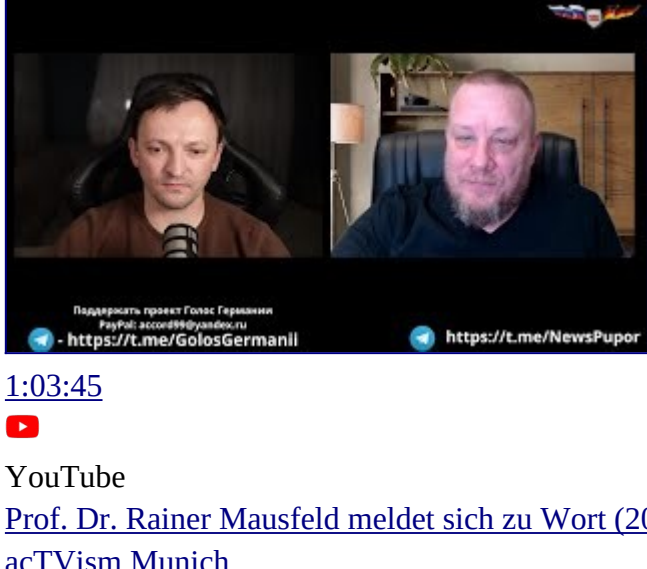 Поддержать проект Голос Германии
PayPal: accord99@yandex.ru
- https://t.me/GolosGermanii
https://t.me/NewsPupor
1:03:45
YouTube
Prof. Dr. Rainer Mausfeld meldet sich zu Wort (20
acTVism Munich